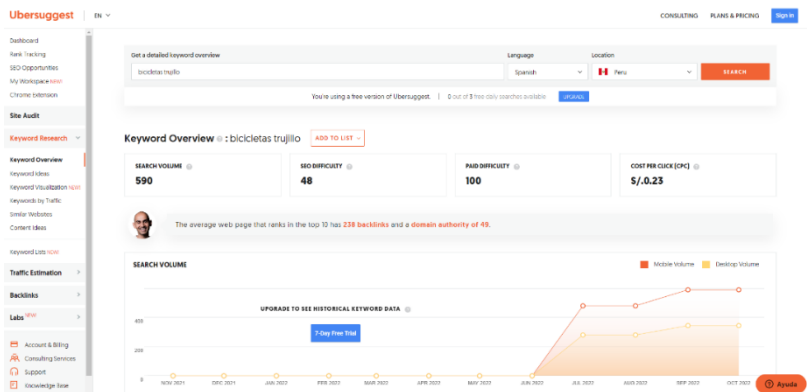 Ubersuggest
EN
CONSULTING
PLANS & PRICING
Sign in
Dashboard
Rank Tracking
SEO Opportunities
My Workspace NEW!
Chrome extension
Site Audit
Keyword Research
Keyword Overview
Keyword Ideas
Keyword Visualization NEW!
Keywords by Traffic
Similar Websites
Content Ideas
Keyword Lists NEW!
Traffic Estimation
Backlinks
Labs NEW!
Account & Billing
Consulting Services
Support
Knowledge Base
Get a detailed keyword overview
Language
Location
bicicletas trujillo
Spanish
Peru
SEARCH
You're using a free version of Ubersuggest. | 0 out of 3 free daily searches available.
UPGRADE
Keyword Overview : bicicletas trujillo
ADD TO LIST
SEARCH VOLUME
590
SEO DIFFICULTY
48
PAID DIFFICULTY
100
COST PER CLICK (CPC)
S/.0.23
The average web page that ranks in the top 10 has 238 backlinks and a domain authority of 49.
SEARCH VOLUME
Mobile Volume
Desktop Volume
UPGRADE TO SEE HISTORICAL KEYWORD DATA
7-Day Free Trial
400
200
0
NOV 2021 DEC 2021 JAN 2022 FEB 2022 MAR 2022 APR 2022 MAY 2022 JUN 2022 JUL 2022 AUG 2022 SEP 2022 OCT 2022
Ayuda